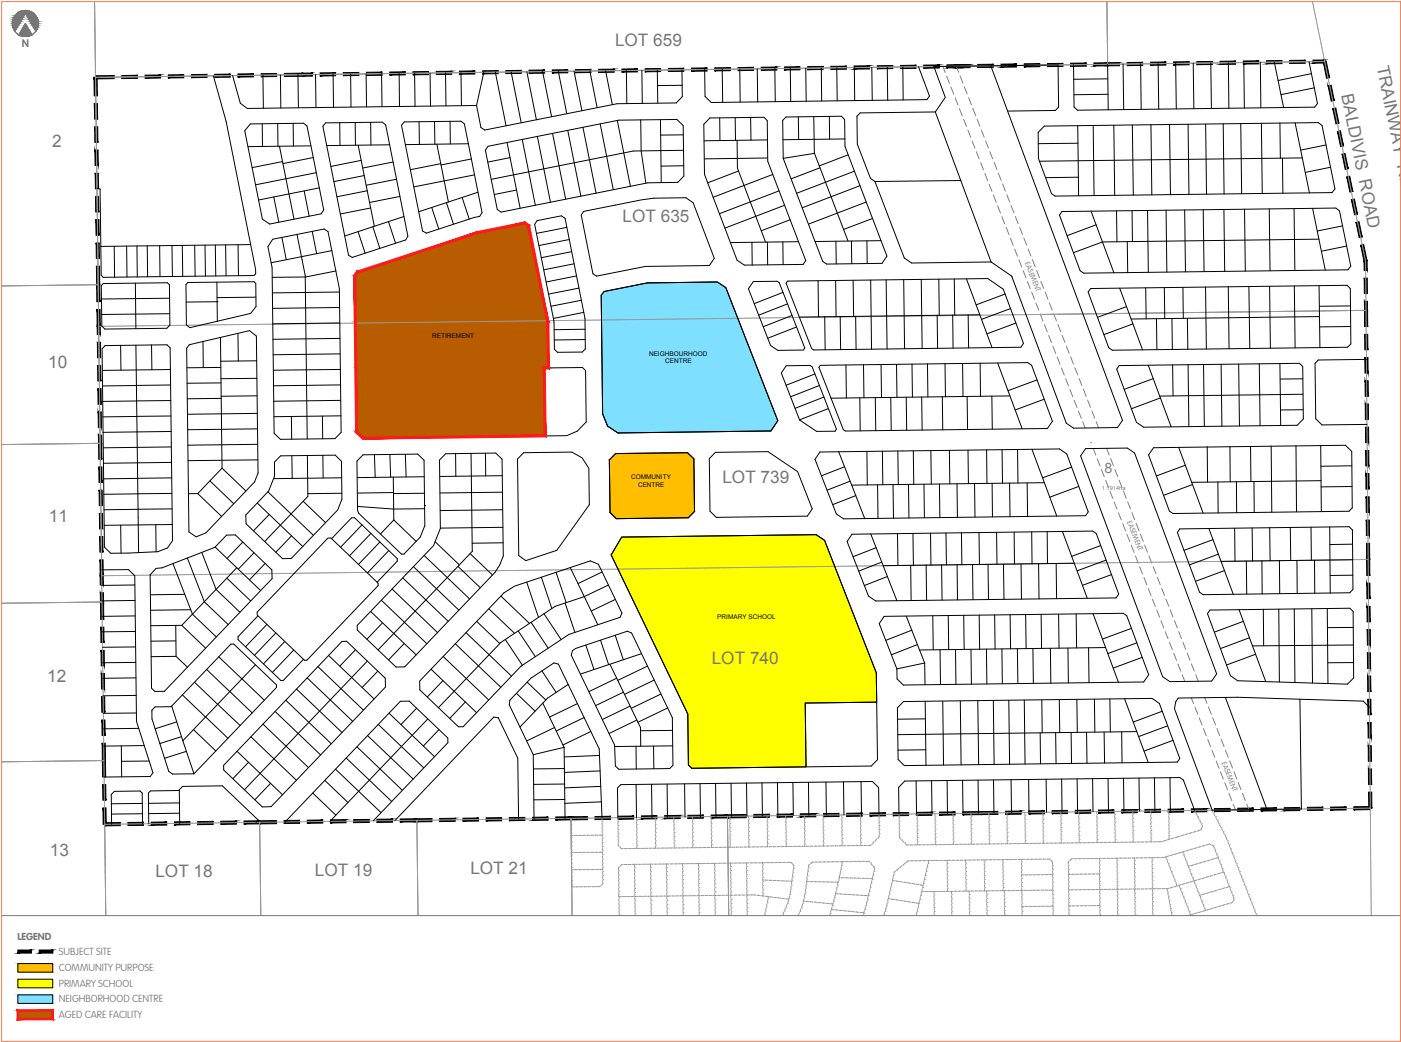 N
LOT 659
TRAINWAY
BALDIVIS ROAD
2
LOT 635
EASEMENT
RETIREMENT
NEIGHBOURHOOD
CENTRE
10
COMMUNITY
CENTRE
LOT 739
8
11
EASEMENT
PRIMARY SCHOOL
LOT 740
12
EASEMENT
13
LOT 18
LOT 19
LOT 21
LEGEND
SUBJECT SITE
COMMUNITY PURPOSE
PRIMARY SCHOOL
NEIGHBORHOOD CENTRE
AGED CARE FACILITY